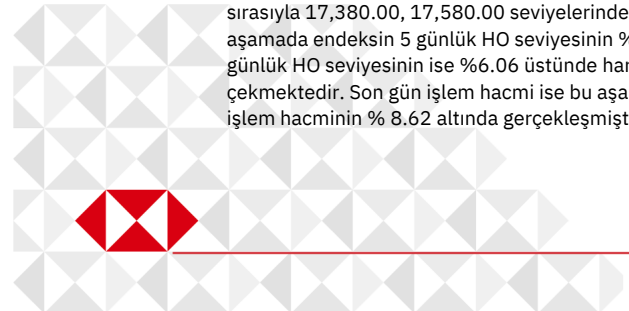 sırasıyla 17,380.00, 17,580.00 seviyelerinde
aşamada endeksin 5 günlük HO seviyesinin %
günlük HO seviyesinin ise %6.06 üstünde har
çekmektedir. Son gün işlem hacmi ise bu aşa
işlem hacminin % 8.62 altında gerçekleşmişt